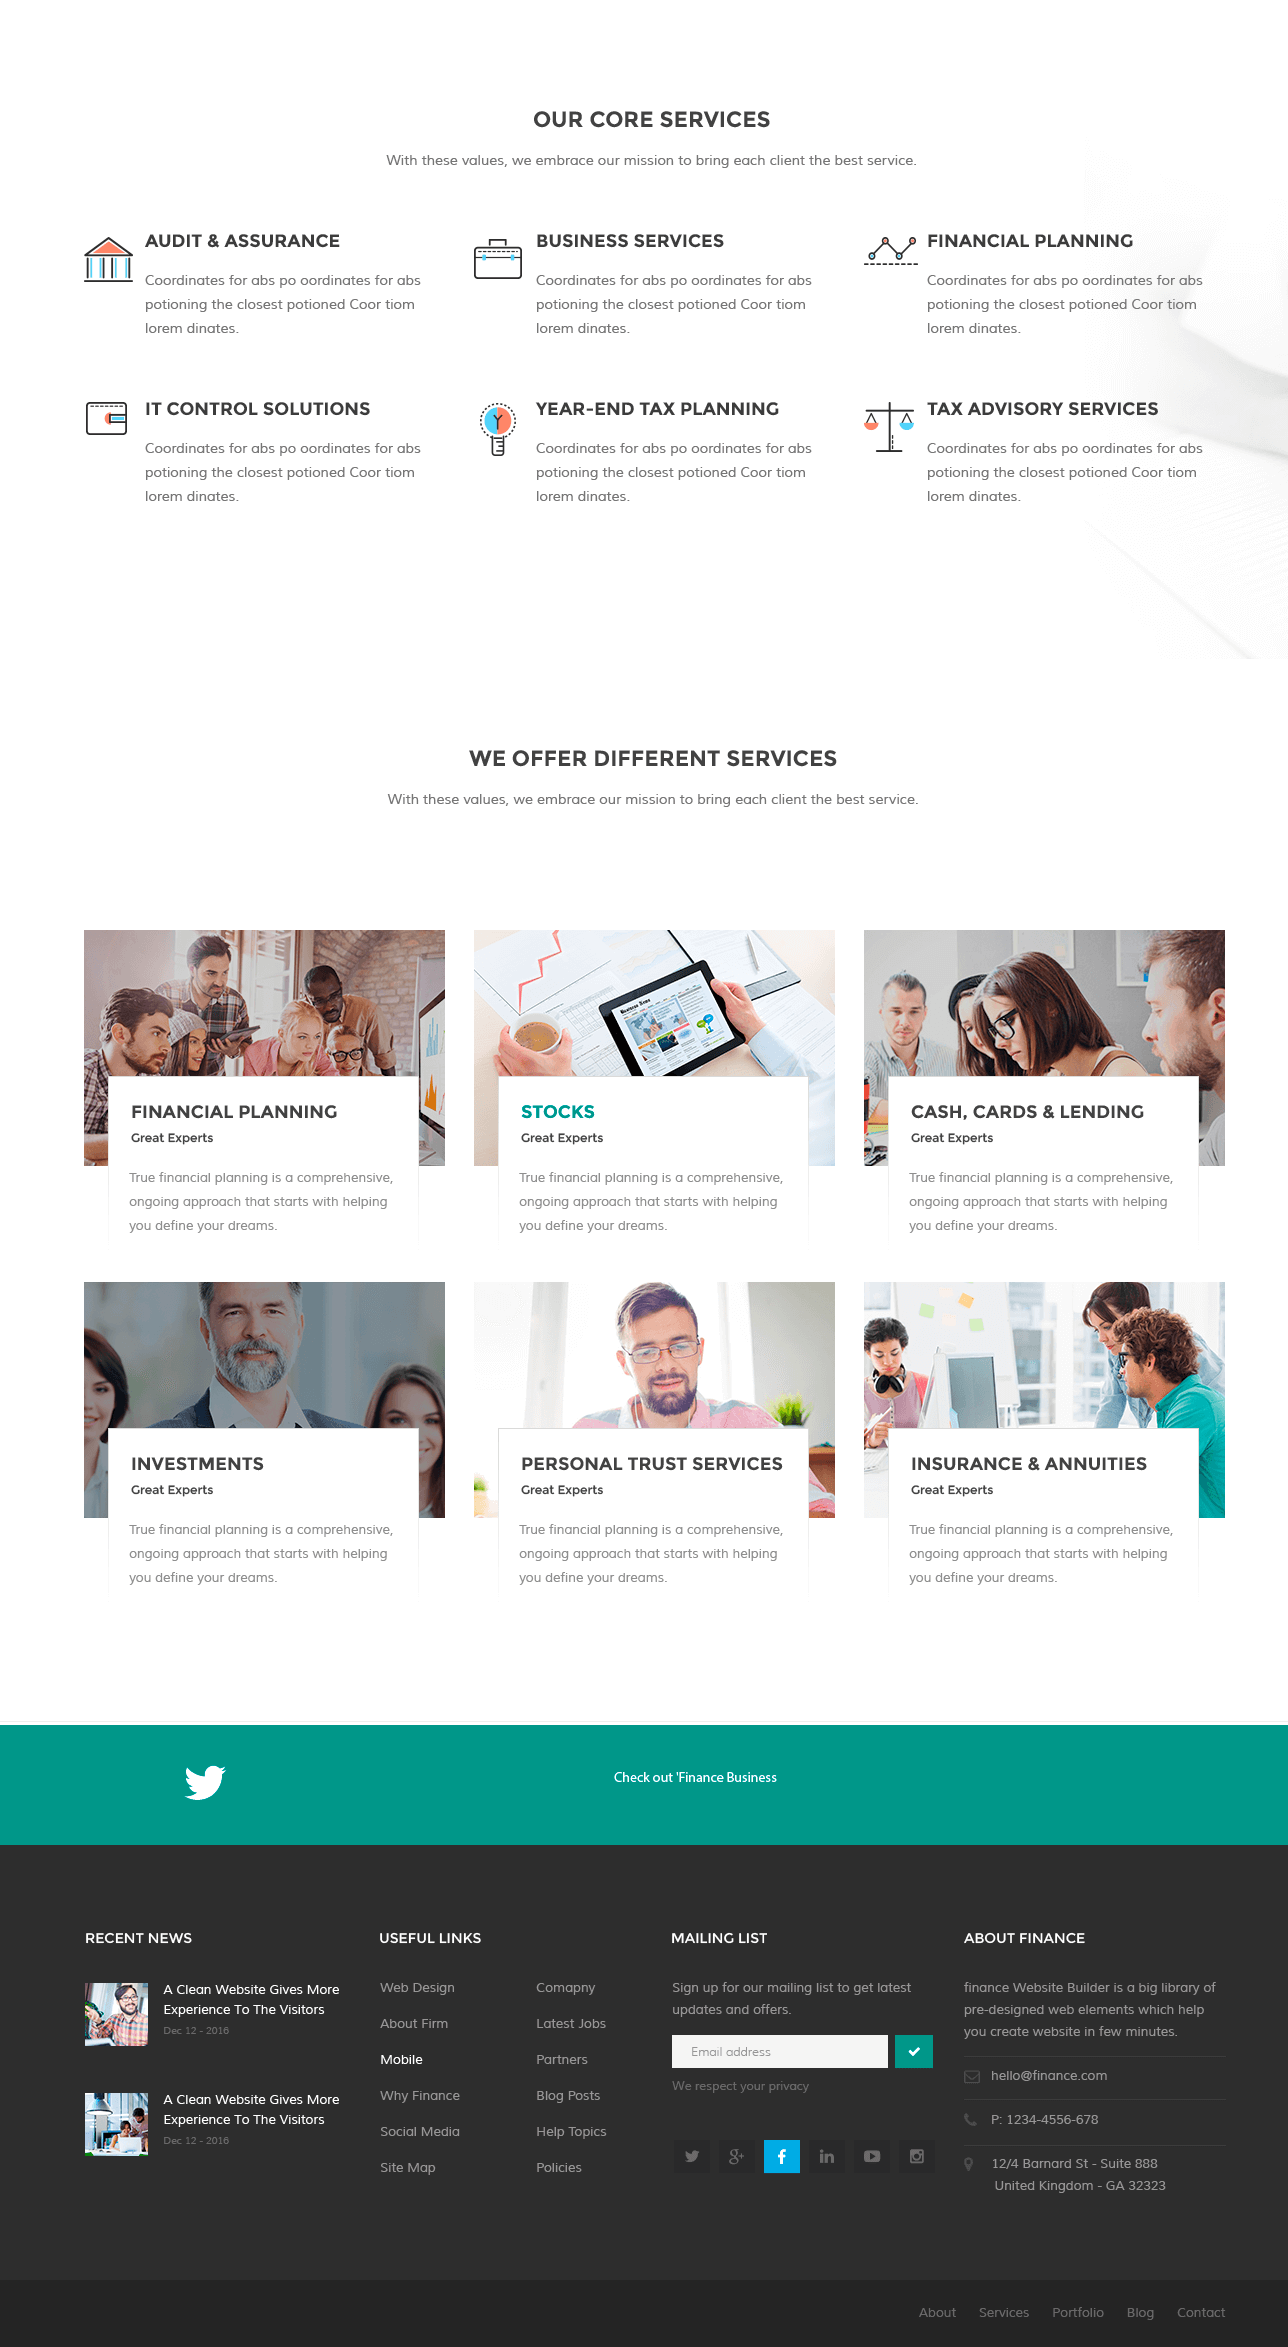 OUR CORE SERVICES
With these values, we embrace our mission to bring each client the best service.
AUDIT & ASSURANCE
Coordinates for abs po oordinates for abs
potioning the closest potioned Coor tiom
lorem dinates.
BUSINESS SERVICES
Coordinates for abs po oordinates for abs
potioning the closest potioned Coor tiom
lorem dinates.
FINANCIAL PLANNING
Coordinates for abs po oordinates for abs
potioning the closest potioned Coor tiom
lorem dinates.
IT CONTROL SOLUTIONS
Coordinates for abs po oordinates for abs
potioning the closest potioned Coor tiom
lorem dinates.
YEAR-END TAX PLANNING
Coordinates for abs po oordinates for abs
potioning the closest potioned Coor tiom
lorem dinates.
TAX ADVISORY SERVICES
Coordinates for abs po oordinates for abs
potioning the closest potioned Coor tiom
lorem dinates.
WE OFFER DIFFERENT SERVICES
With these values, we embrace our mission to bring each client the best service.
FINANCIAL PLANNING
Great Experts
True financial planning is a comprehensive,
ongoing approach that starts with helping
you define your dreams.
Business News
STOCKS
Great Experts
True financial planning is a comprehensive,
ongoing approach that starts with helping
you define your dreams.
CASH, CARDS & LENDING
Great Experts
True financial planning is a comprehensive,
ongoing approach that starts with helping
you define your dreams.
INVESTMENTS
Great Experts
True financial planning is a comprehensive,
ongoing approach that starts with helping
you define your dreams.
PERSONAL TRUST SERVICES
Great Experts
True financial planning is a comprehensive,
ongoing approach that starts with helping
you define your dreams.
INSURANCE & ANNUITIES
Great Experts
True financial planning is a comprehensive,
ongoing approach that starts with helping
you define your dreams.
Check out 'Finance Business
RECENT NEWS
A Clean Website Gives More
Experience To The Visitors
Dec 12 - 2016
A Clean Website Gives More
Experience To The Visitors
Dec 12 - 2016
USEFUL LINKS
Web Design
About Firm
Mobile
Why Finance
Social Media
Site Map
Comapny
Latest Jobs
Partners
Blog Posts
Help Topics
Policies
MAILING LIST
Sign up for our mailing list to get latest
updates and offers.
Email address
We respect your privacy
ABOUT FINANCE
finance Website Builder is a big library of
pre-designed web elements which help
you create website in few minutes.
hello@finance.com
P: 1234-4556-678
12/4 Barnard St - Suite 888
United Kingdom - GA 32323
About
Services
Portfolio
Blog
Contact